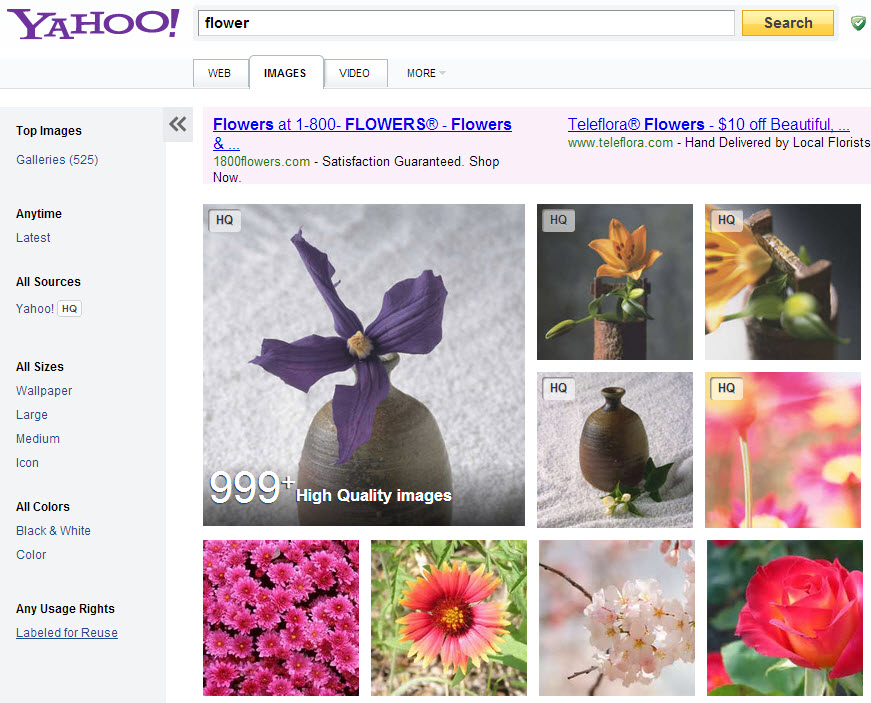 YAHOO!
flower
Search
WEB
IMAGES
VIDEO
MORE
Top Images
Galleries (525)
Anytime
Latest
All Sources
Yahoo! HQ
All Sizes
Wallpaper
Large
Medium
Icon
All Colors
Black & White
Color
Any Usage Rights
Labeled for Reuse
Flowers at 1-800- FLOWERS® - Flowers
& ...
1800flowers.com - Satisfaction Guaranteed. Shop
Now.
Teleflora® Flowers - $10 off Beautiful, ...
www.teleflora.com - Hand Delivered by Local Florists
HQ
999+ High Quality images
HQ
HQ
HQ
HQ